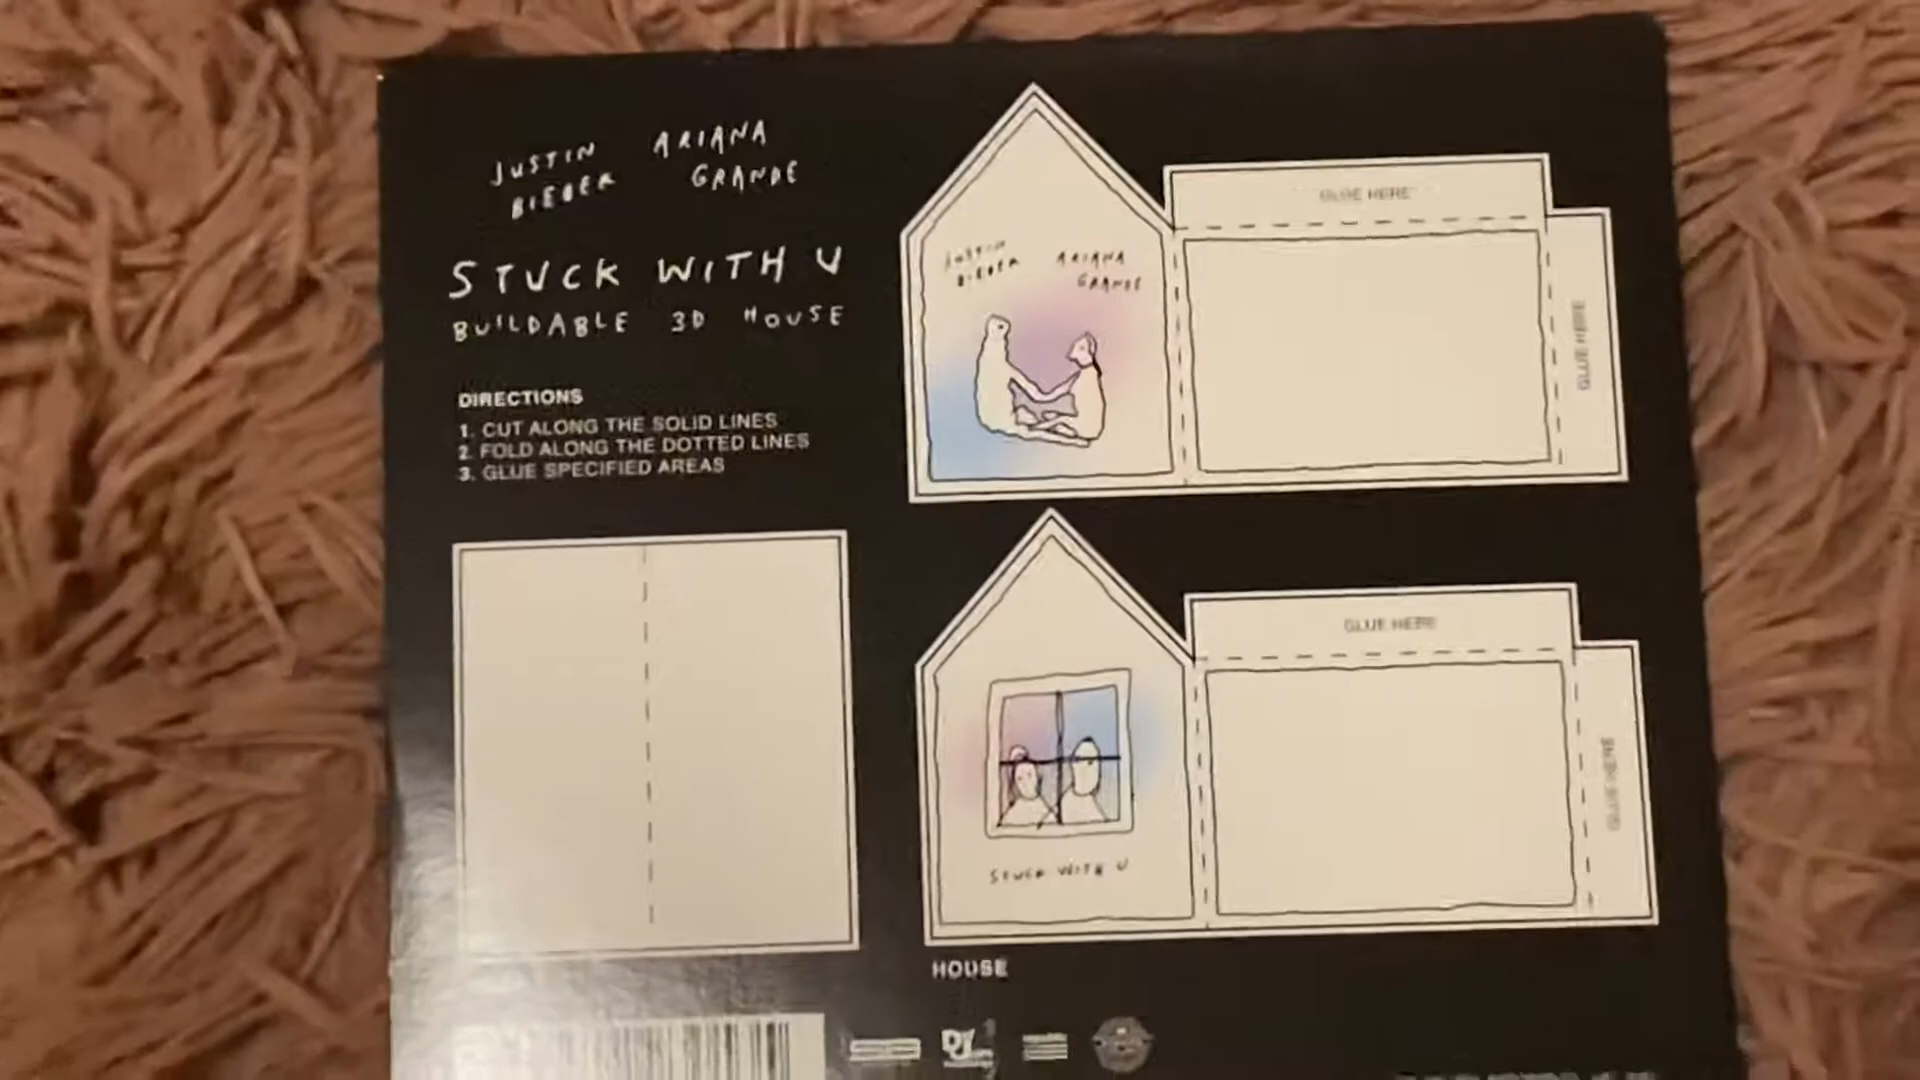 JUSTIN BIEBER
ARIANA GRANDE
STUCK WITH U
BUILDABLE 3D HOUSE
DIRECTIONS
1. CUT ALONG THE SOLID LINES
2. FOLD ALONG THE DOTTED LINES
3. GLUE SPECIFIED AREAS
JUSTIN BIEBER
ARIANA GRANDE
GLUE HERE
GLUE HERE
STUCK WITH U
GLUE HERE
GLUE HERE
HOUSE
DEF